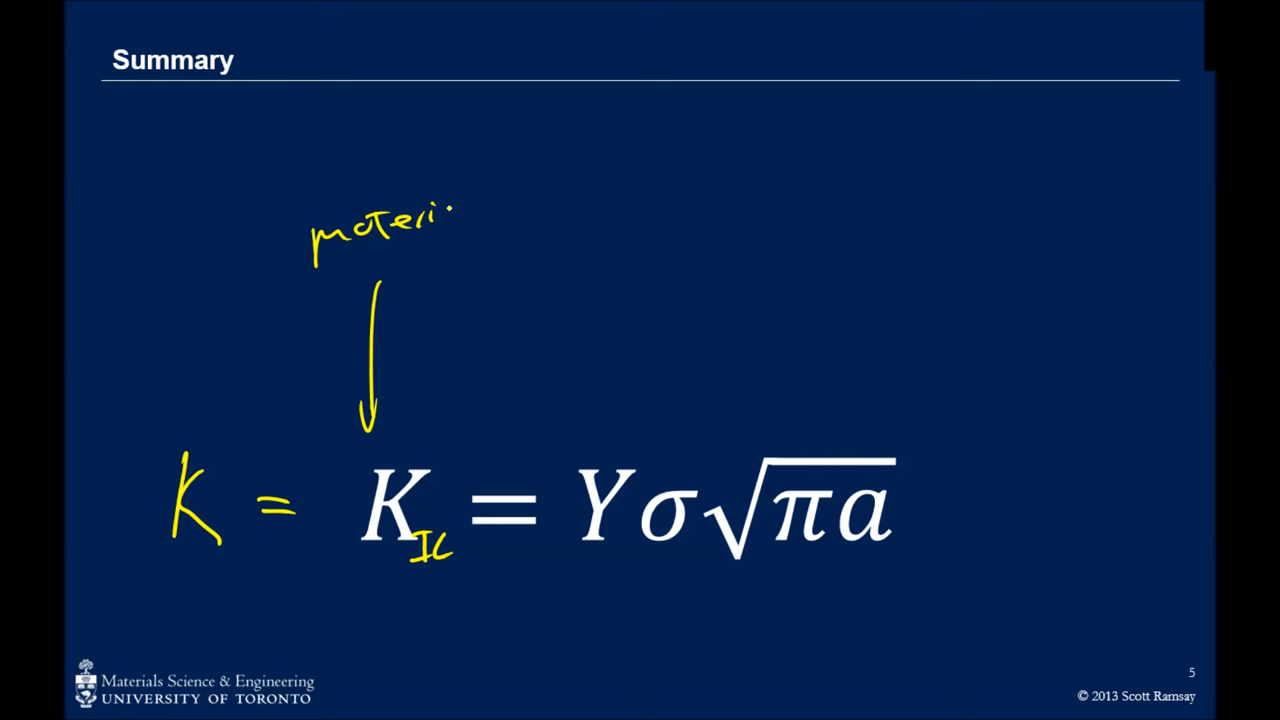 Summary
materi
K = K_IC = Yσ√πa
Materials Science & Engineering
UNIVERSITY OF TORONTO
5
© 2013 Scott Ramsay